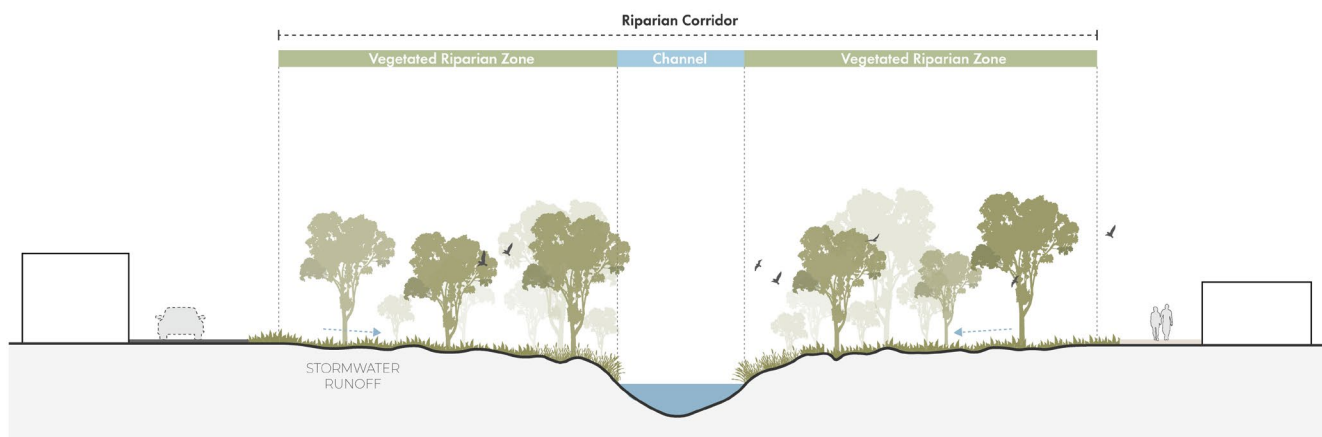 Riparian Corridor
Vegetated Riparian Zone
Channel
Vegetated Riparian Zone
STORMWATER
RUNOFF